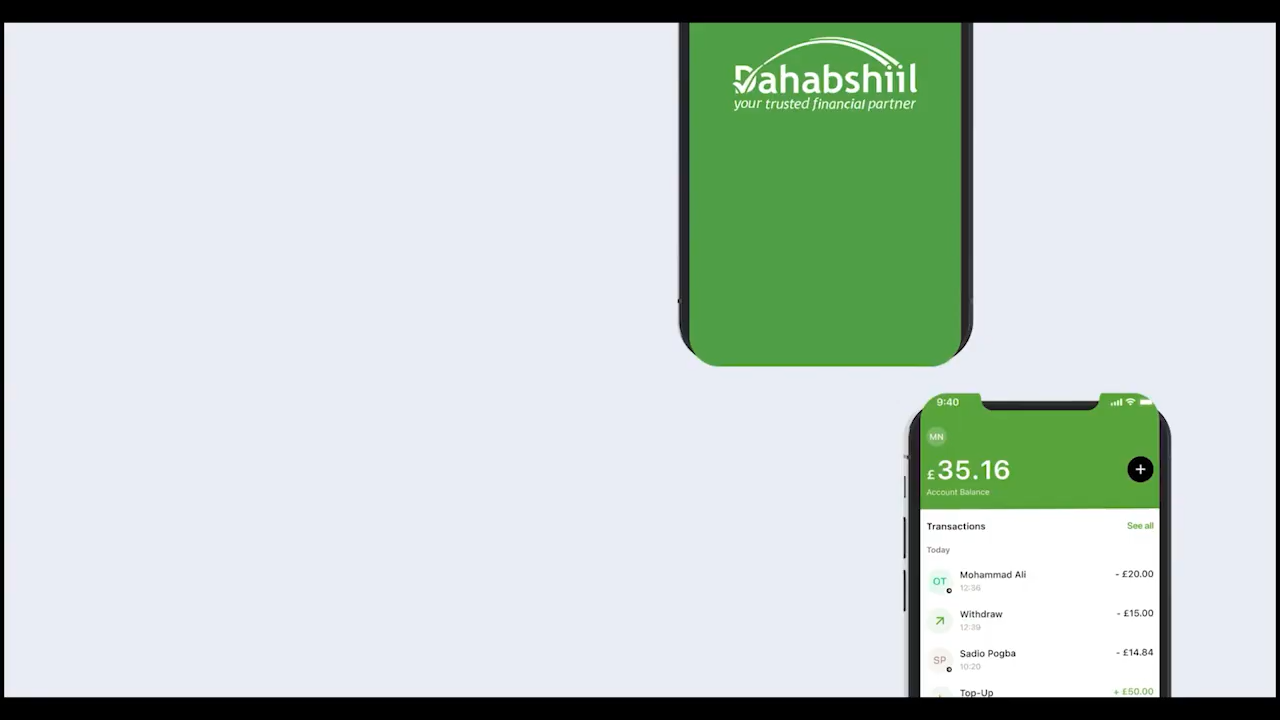 Dahabshiil
your trusted financial partner
9:40
MN
£35.16
Account Balance
Transactions See all
Today
OT Mohammad Ali - £20.00
12:36
Withdraw - £15.00
12:39
SP Sadio Pogba - £14.84
10:20
Top-Up + £50.00